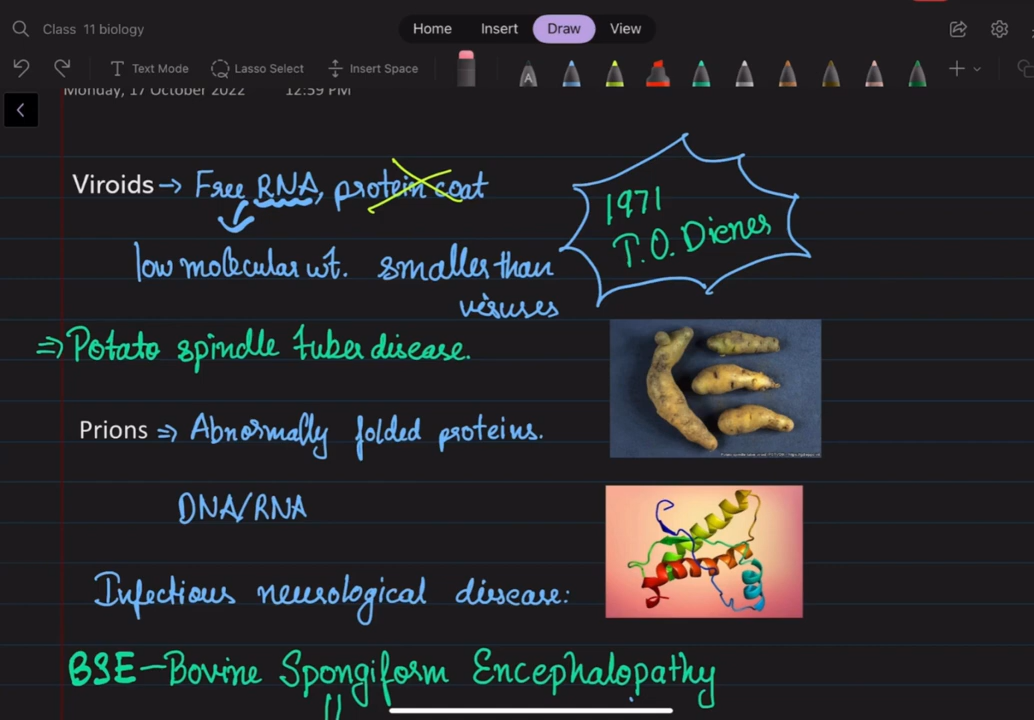 Class 11 biology
Home Insert Draw View
Text Mode Lasso Select Insert Space
A
Monday, 17 October 2022 12:59 PM
Viroids → Free RNA, protein coat
1971
T.O. Diener
low molecular wt. smaller than
viruses
⇒ Potato spindle tuber disease.
Prions ⇒ Abnormally folded proteins.
DNA/RNA
Infectious neurological disease:
BSE - Bovine Spongiform Encephalopathy